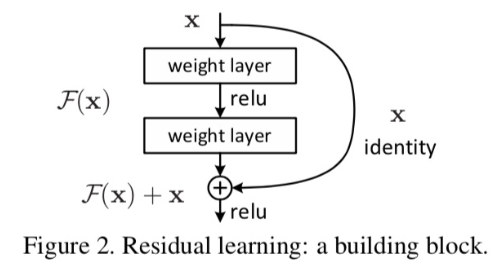 x
weight layer
relu
F(x)
weight layer
x
identity
F(x) + x
relu
Figure 2. Residual learning: a building block.